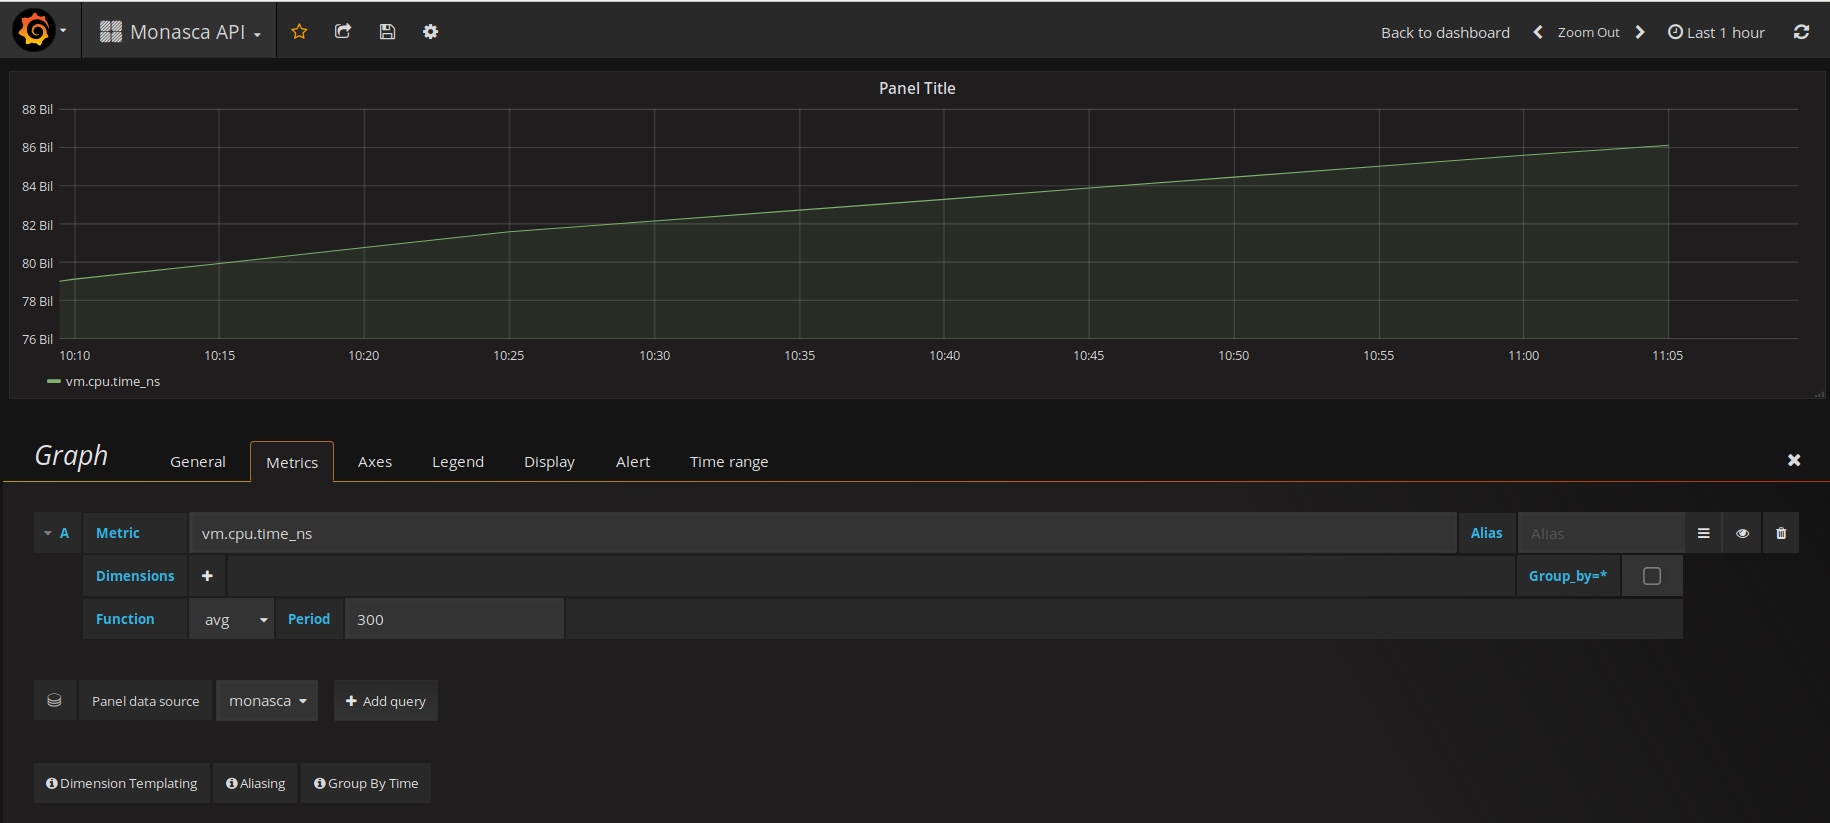 Monasca API
Back to dashboard Zoom Out Last 1 hour
Panel Title
88 Bil
86 Bil
84 Bil
82 Bil
80 Bil
78 Bil
76 Bil
10:10 10:15 10:20 10:25 10:30 10:35 10:40 10:45 10:50 10:55 11:00 11:05
vm.cpu.time_ns
Graph General Metrics Axes Legend Display Alert Time range
A Metric vm.cpu.time_ns Alias Alias
Dimensions Group_by=*
Function avg Period 300
Panel data source monasca Add query
Dimension Templating Aliasing Group By Time